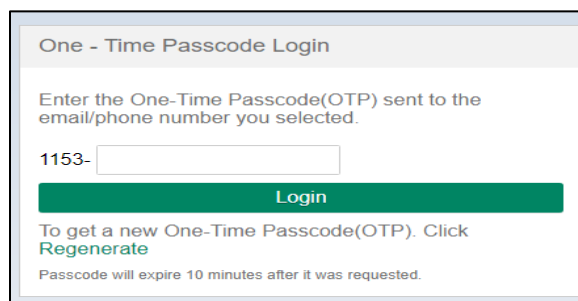 One - Time Passcode Login
Enter the One-Time Passcode(OTP) sent to the
email/phone number you selected.
1153-
Login
To get a new One-Time Passcode(OTP). Click
Regenerate
Passcode will expire 10 minutes after it was requested.